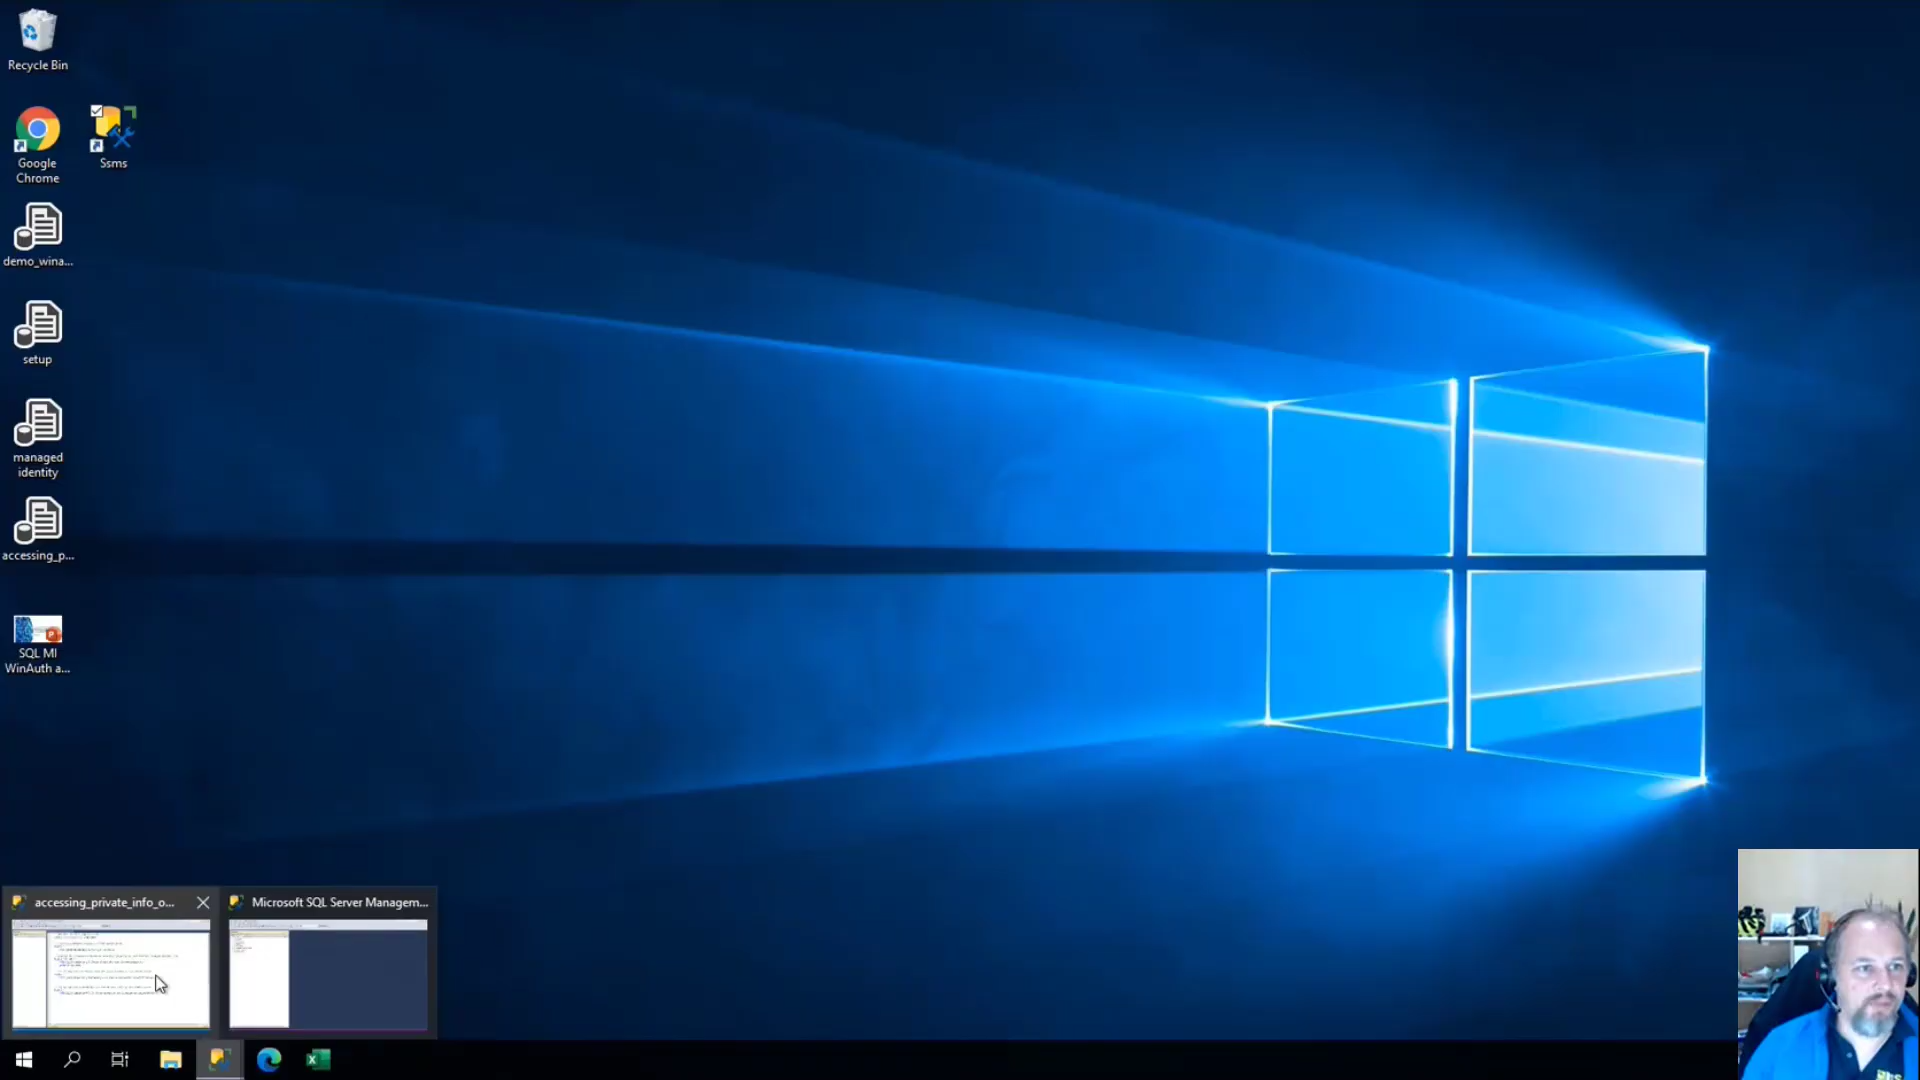 Recycle Bin
Google
Chrome
Ssms
demo_wina...
setup
managed
identity
accessing_p...
SQL MI
WinAuth a...
accessing_private_info_o...
Microsoft SQL Server Managem...